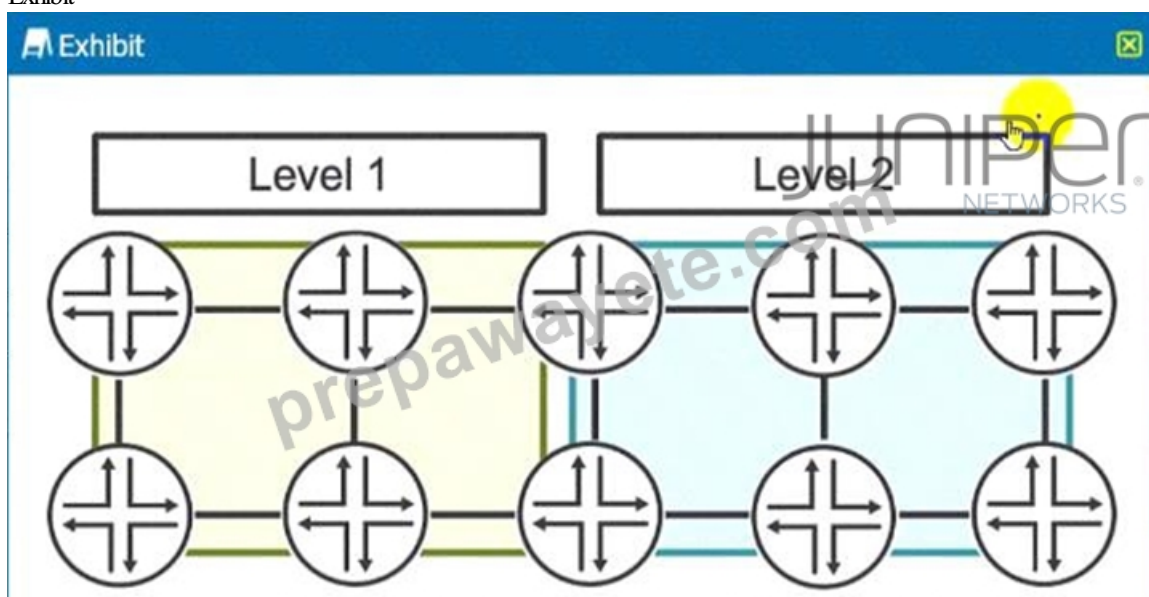 Exhibit
Exhibit
Level 1
Level 2
JUNIPEr
NETWORKS
prepawayete.com